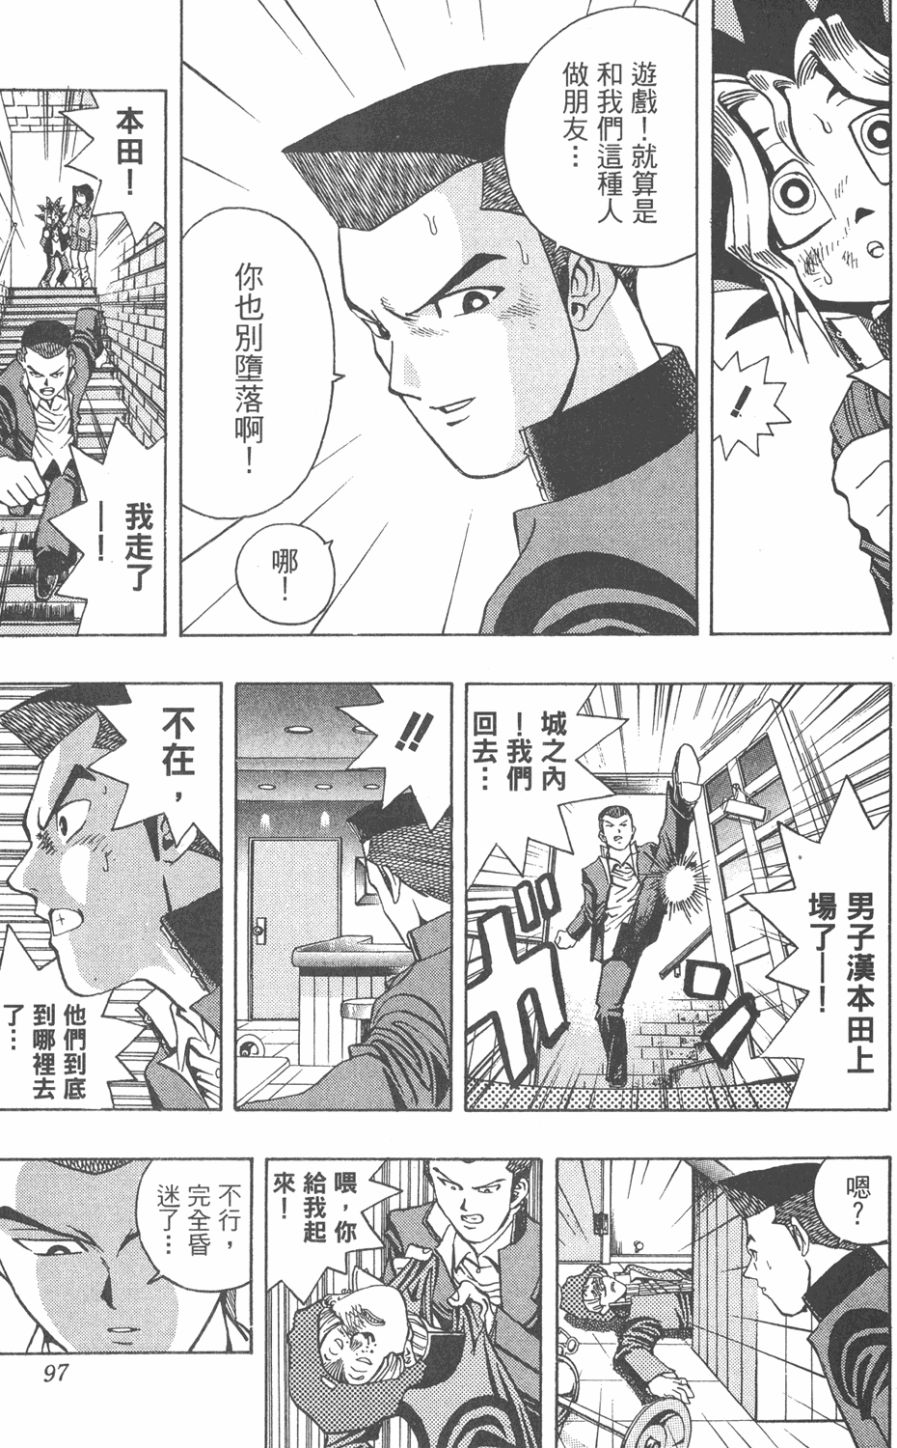 ！
遊戲！就算是
和我們這種人
做朋友…
你也別墮落啊！
哪！
本田！
我走了
——
男子漢本田上
場了——！
城之內
！我們
回去…
ガロロ
！！
不在，
他們到底
到哪裡去
了…
嗯？
喂，你
給我起
來！
不行，
完全昏
迷了…
97